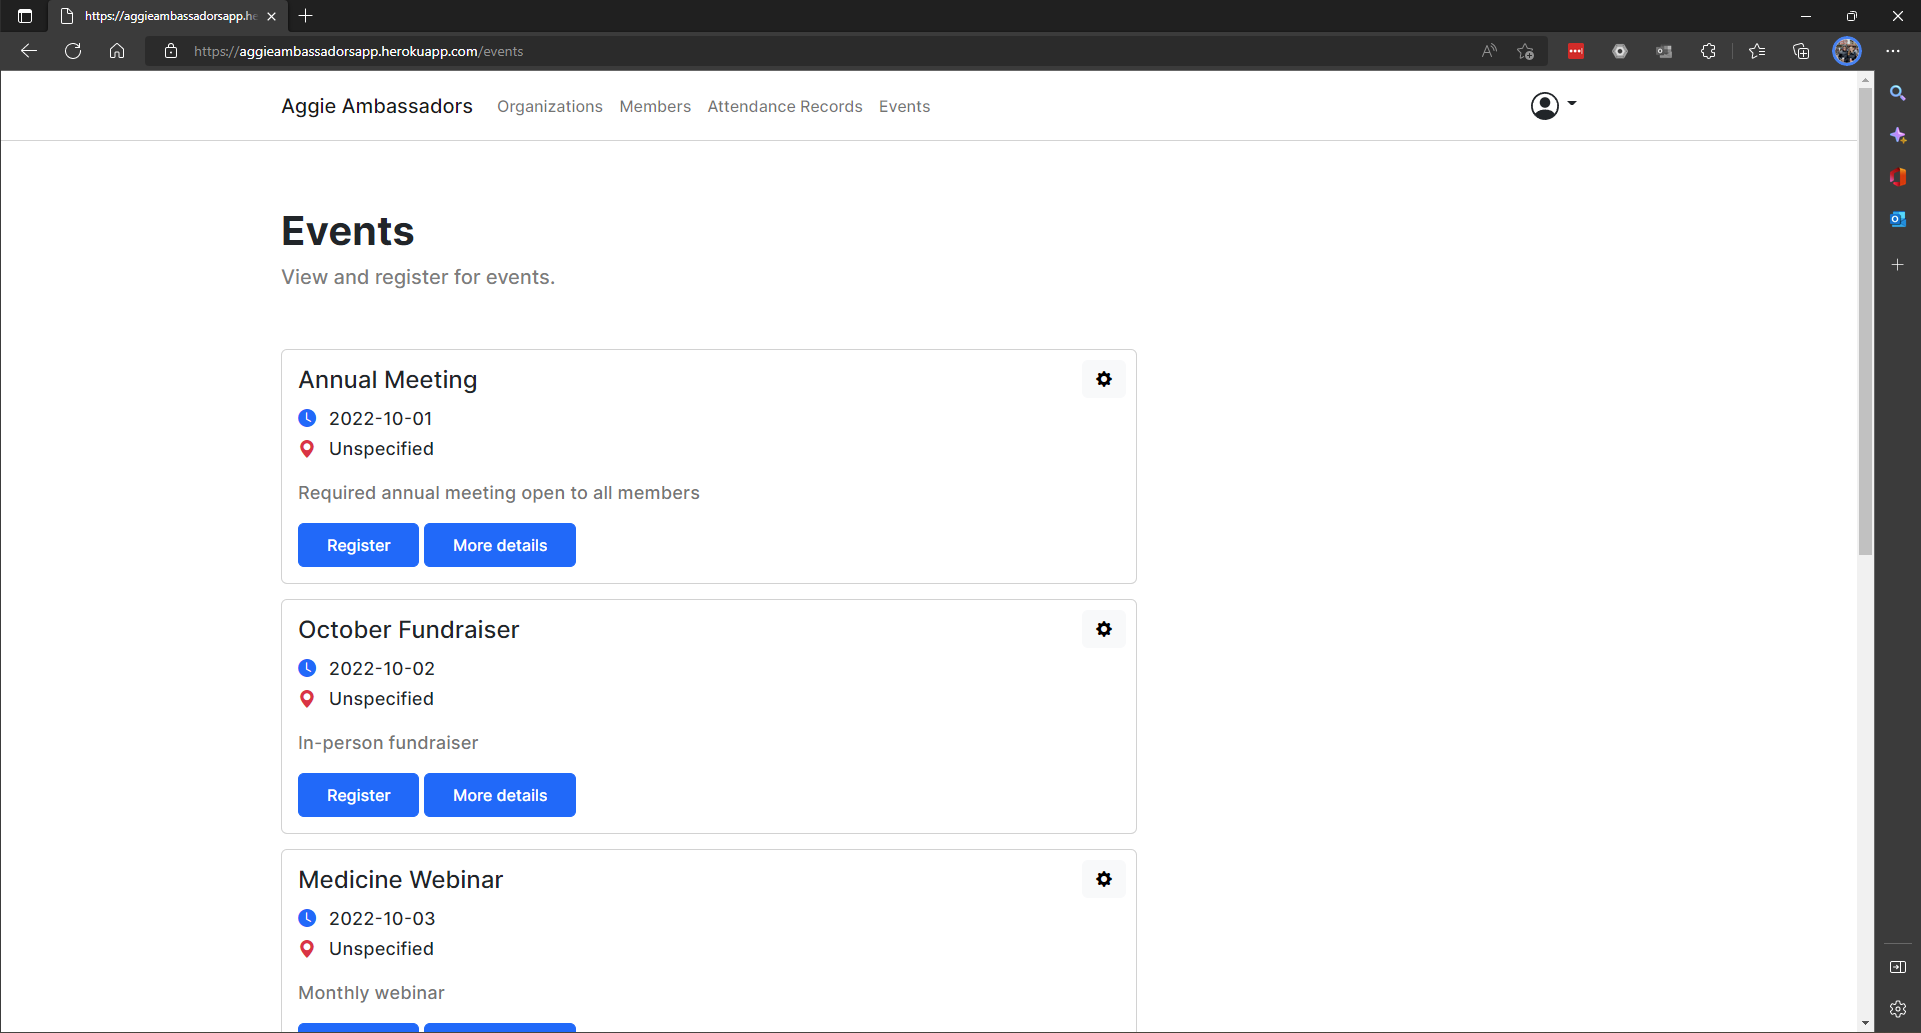 https://aggieambassadorsapp.he
https://aggieambassadorsapp.herokuapp.com/events
Aggie Ambassadors Organizations Members Attendance Records Events
Events
View and register for events.
Annual Meeting
2022-10-01
Unspecified
Required annual meeting open to all members
Register More details
October Fundraiser
2022-10-02
Unspecified
In-person fundraiser
Register More details
Medicine Webinar
2022-10-03
Unspecified
Monthly webinar